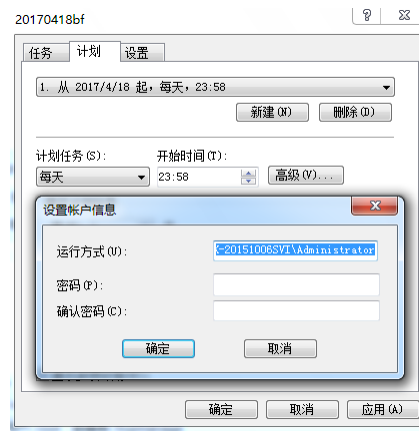 20170418bf
任务 计划 设置
1. 从 2017/4/18 起，每天，23:58
新建(N) 删除(D)
计划任务(S): 开始时间(T):
每天 23:58 高级(V)...
设置帐户信息
运行方式(U): K-20151006SVI\Administrator
密码(P):
确认密码(C):
确定 取消
确定 取消 应用(A)